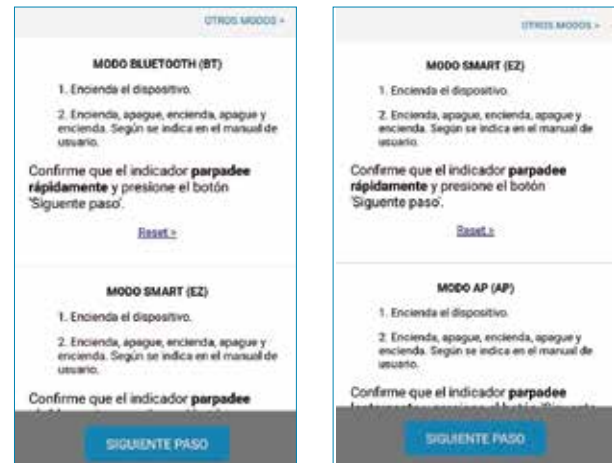 OTROS MODOS >
MODO BLUETOOTH (BT)
1. Encienda el dispositivo.
2. Encienda, apague, encienda, apague y
encienda. Según se indica en el manual de
usuario.
Confirme que el indicador parpadee
rápidamente y presione el botón
'Siguente paso'.
Reset >
MODO SMART (EZ)
1. Encienda el dispositivo.
2. Encienda, apague, encienda, apague y
encienda. Según se indica en el manual de
usuario.
Confirme que el indicador parpadee
SIGUIENTE PASO
OTROS MODOS >
MODO SMART (EZ)
1. Encienda el dispositivo.
2. Encienda, apague, encienda, apague y
encienda. Según se indica en el manual de
usuario.
Confirme que el indicador parpadee
rápidamente y presione el botón
'Siguente paso'.
Reset >
MODO AP (AP)
1. Encienda el dispositivo.
2. Encienda, apague, encienda, apague y
encienda. Según se indica en el manual de
usuario.
Confirme que el indicador parpadee
SIGUIENTE PASO